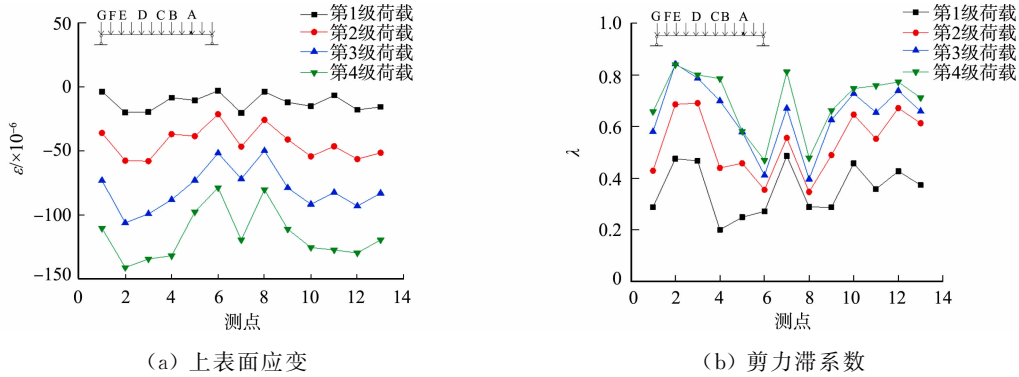 G F E D C B A
第1级荷载
第2级荷载
第3级荷载
第4级荷载
50
0
−50
−100
−150
ε/×10⁻⁶
0 2 4 6 8 10 12 14
测点
(a) 上表面应变
G F E D C B A
第1级荷载
第2级荷载
第3级荷载
第4级荷载
1.0
0.8
0.6
0.4
0.2
0
λ
0 2 4 6 8 10 12 14
测点
(b) 剪力滞系数